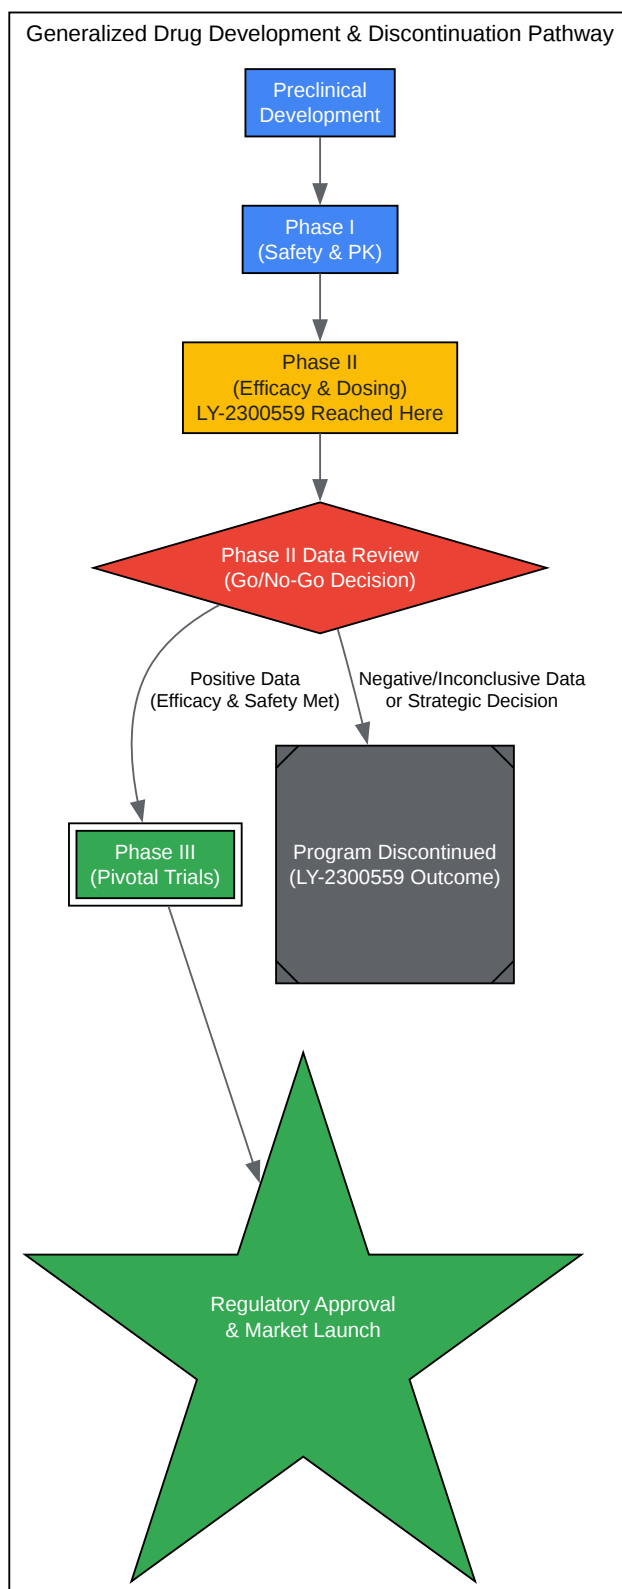 Generalized Drug Development & Discontinuation Pathway
Preclinical
Development
Phase I
(Safety & PK)
Phase II
(Efficacy & Dosing)
LY-2300559 Reached Here
Phase II Data Review
(Go/No-Go Decision)
Positive Data
(Efficacy & Safety Met)
Negative/Inconclusive Data
or Strategic Decision
Phase III
(Pivotal Trials)
Program Discontinued
(LY-2300559 Outcome)
Regulatory Approval
& Market Launch